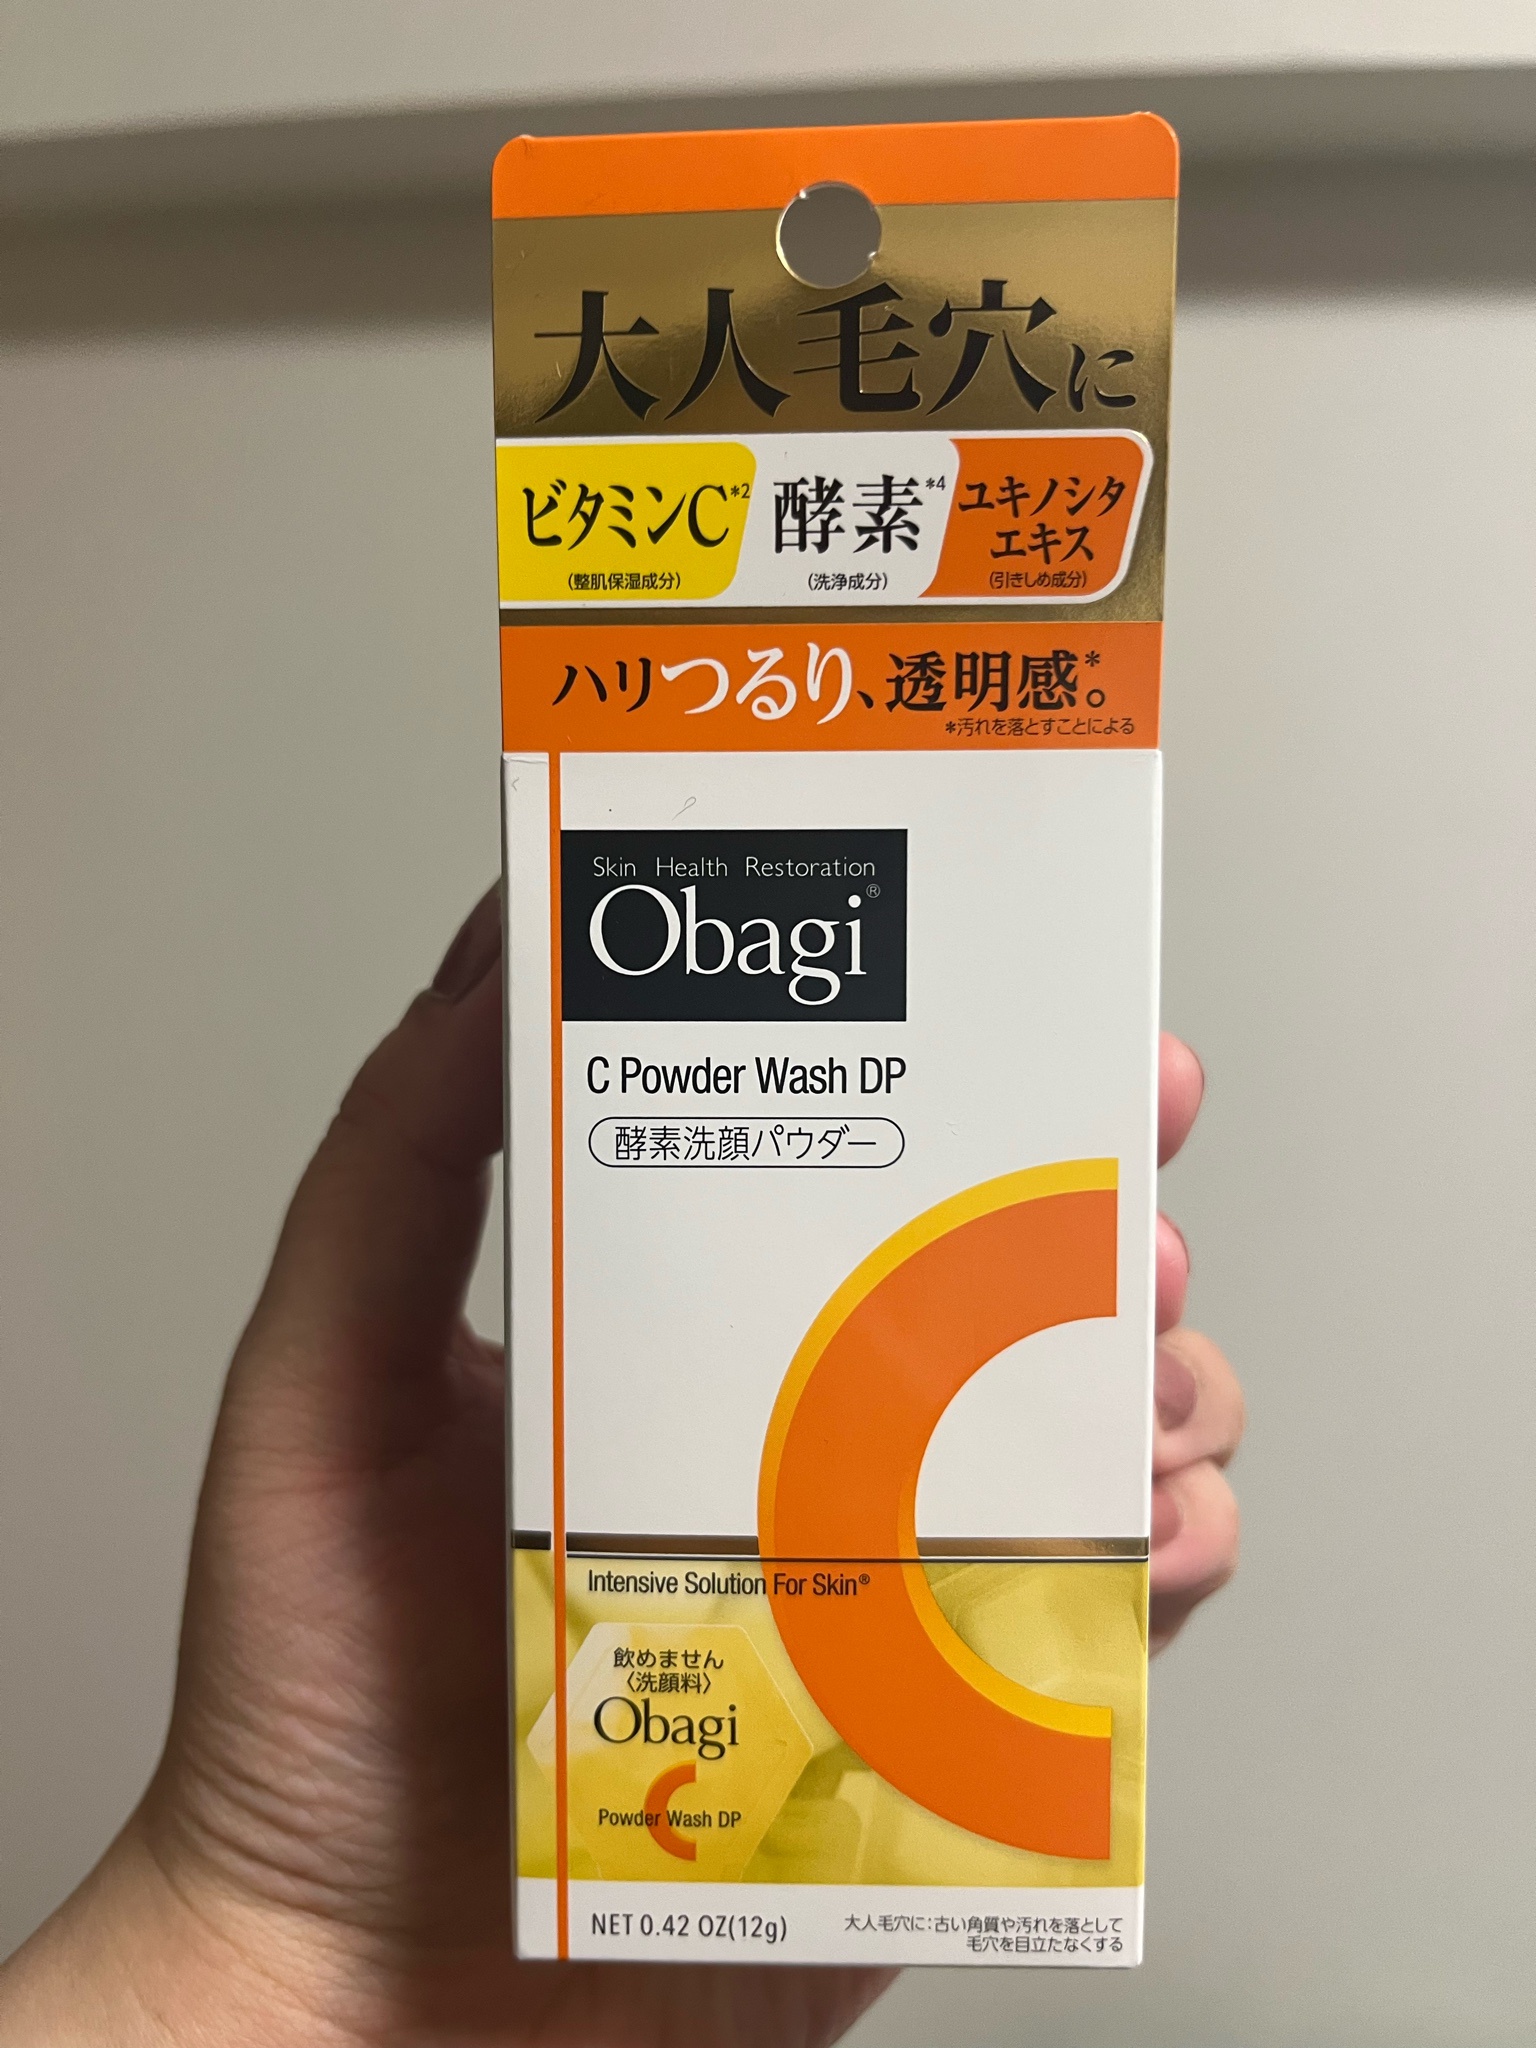 大人毛穴に
ビタミンC*2
(整肌保湿成分)
酵素*4
(洗浄成分)
ユキノシタ
エキス
(引きしめ成分)
ハリつるり、透明感*。
*汚れを落とすことによる
Skin Health Restoration
Obagi®
C Powder Wash DP
酵素洗顔パウダー
Intensive Solution For Skin®
飲めません
〈洗顔料〉
Obagi
C
Powder Wash DP
NET 0.42 OZ(12g)
大人毛穴に:古い角質や汚れを落として
毛穴を目立たなくする